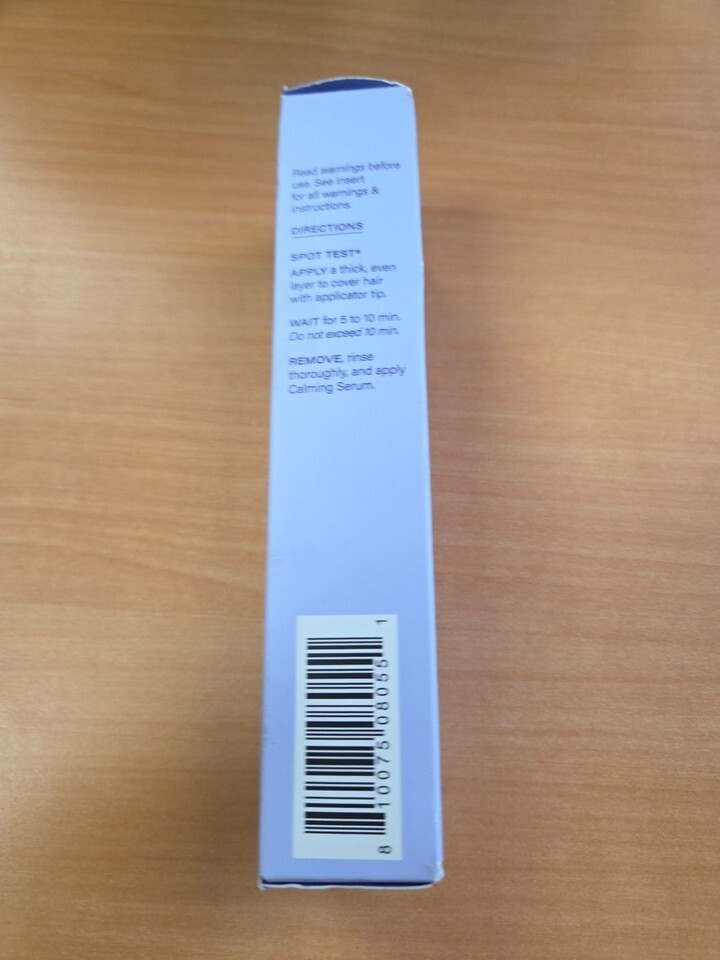 Read warnings before
use. See insert
for all warnings &
instructions.
DIRECTIONS
SPOT TEST*
APPLY a thick, even
layer to cover hair
with applicator tip.
WAIT for 5 to 10 min.
Do not exceed 10 min.
REMOVE, rinse
thoroughly, and apply
Calming Serum.
8 10075 08055 1